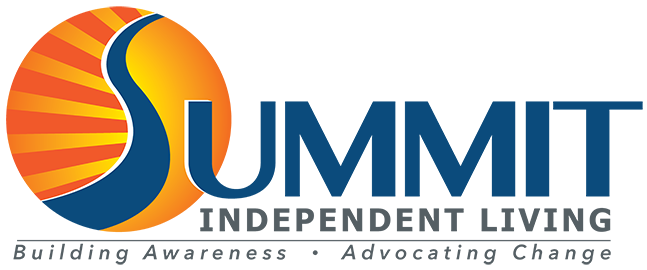 SUMMIT
INDEPENDENT LIVING
Building Awareness • Advocating Change